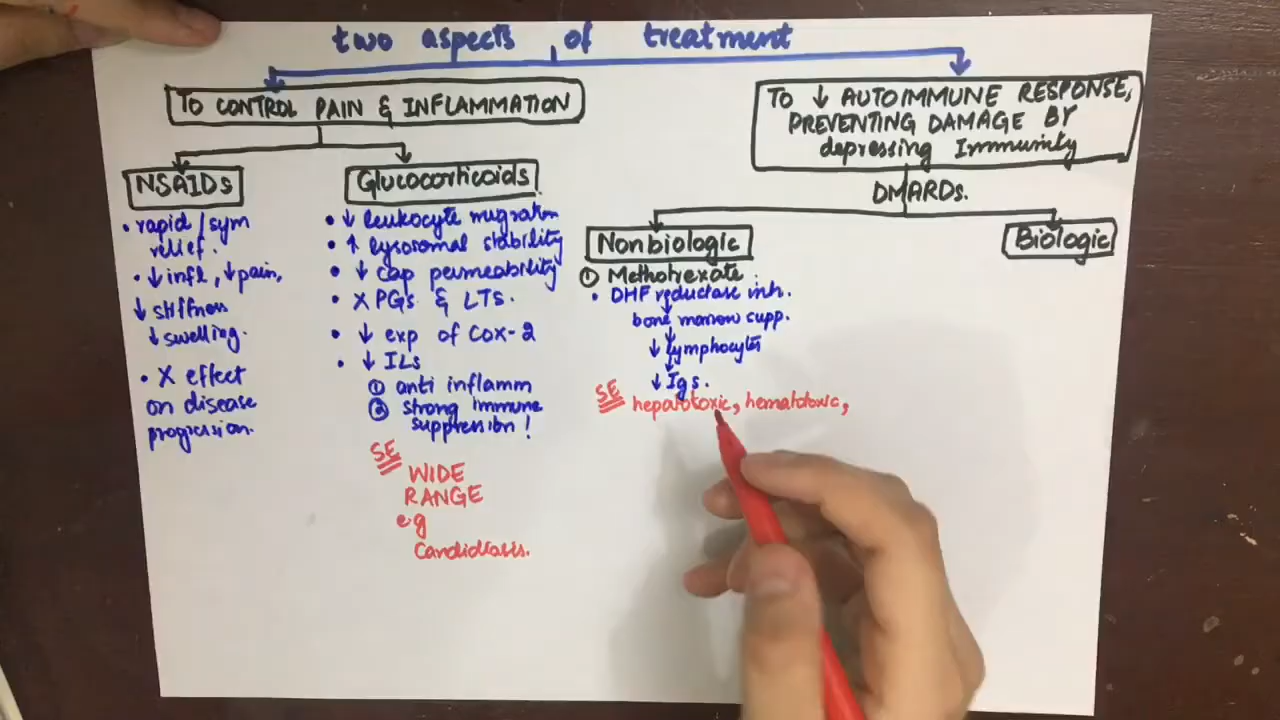 two aspects of treatment
TO CONTROL PAIN & INFLAMMATION
NSAIDs
• rapid / sym
relief.
• ↓ infl, ↓ pain,
↓ stiffness
↓ swelling.
• X effect
on disease
progression.
Glucocorticoids
• ↓ leukocyte migration
• ↑ lysosomal stability
• ↓ cap permeability
• X PGs & LTS.
• ↓ exp of COX-2
• ↓ ILs
① anti inflamm
② strong immune
suppression!
SE
WIDE
RANGE
eg
Candidiasis.
TO ↓ AUTOIMMUNE RESPONSE,
PREVENTING DAMAGE BY
depressing Immunity
DMARDs.
Nonbiologic
① Methotrexate.
• DHF reductase inh.
↓
bone marrow supp.
↓
↓ lymphocytes
↓
↓ Igs.
SE
hepatotoxic, hematotoxic,
Biologic